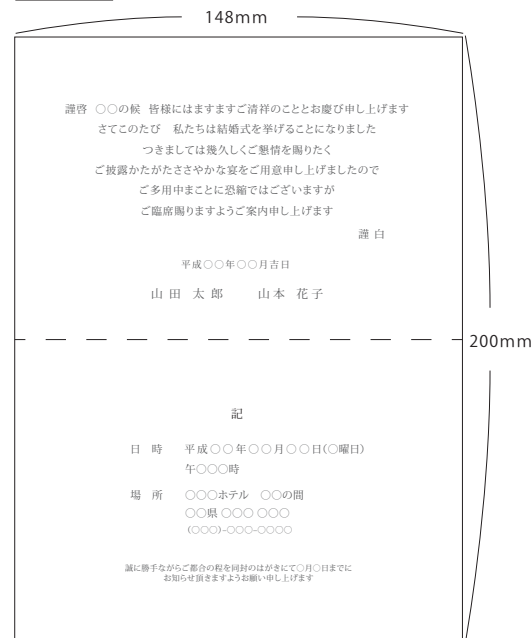 148mm
謹啓 ○○の候 皆様にはますますご清祥のこととお慶び申し上げます
さてこのたび 私たちは結婚式を挙げることになりました
つきましては幾久しくご懇情を賜りたく
ご披露かたがたささやかな宴をご用意申し上げましたので
ご多用中まことに恐縮ではございますが
ご臨席賜りますようご案内申し上げます
謹 白
平成○○年○○月吉日
山 田 太 郎 山本 花子
200mm
記
日 時 平成○○年○○月○○日(○曜日)
午○○○時
場 所 ○○○ホテル ○○の間
○○県 ○○○ ○○○
(○○○)-○○○-○○○○
誠に勝手ながらご都合の程を同封のはがきにて○月○日までに
お知らせ頂きますようお願い申し上げます